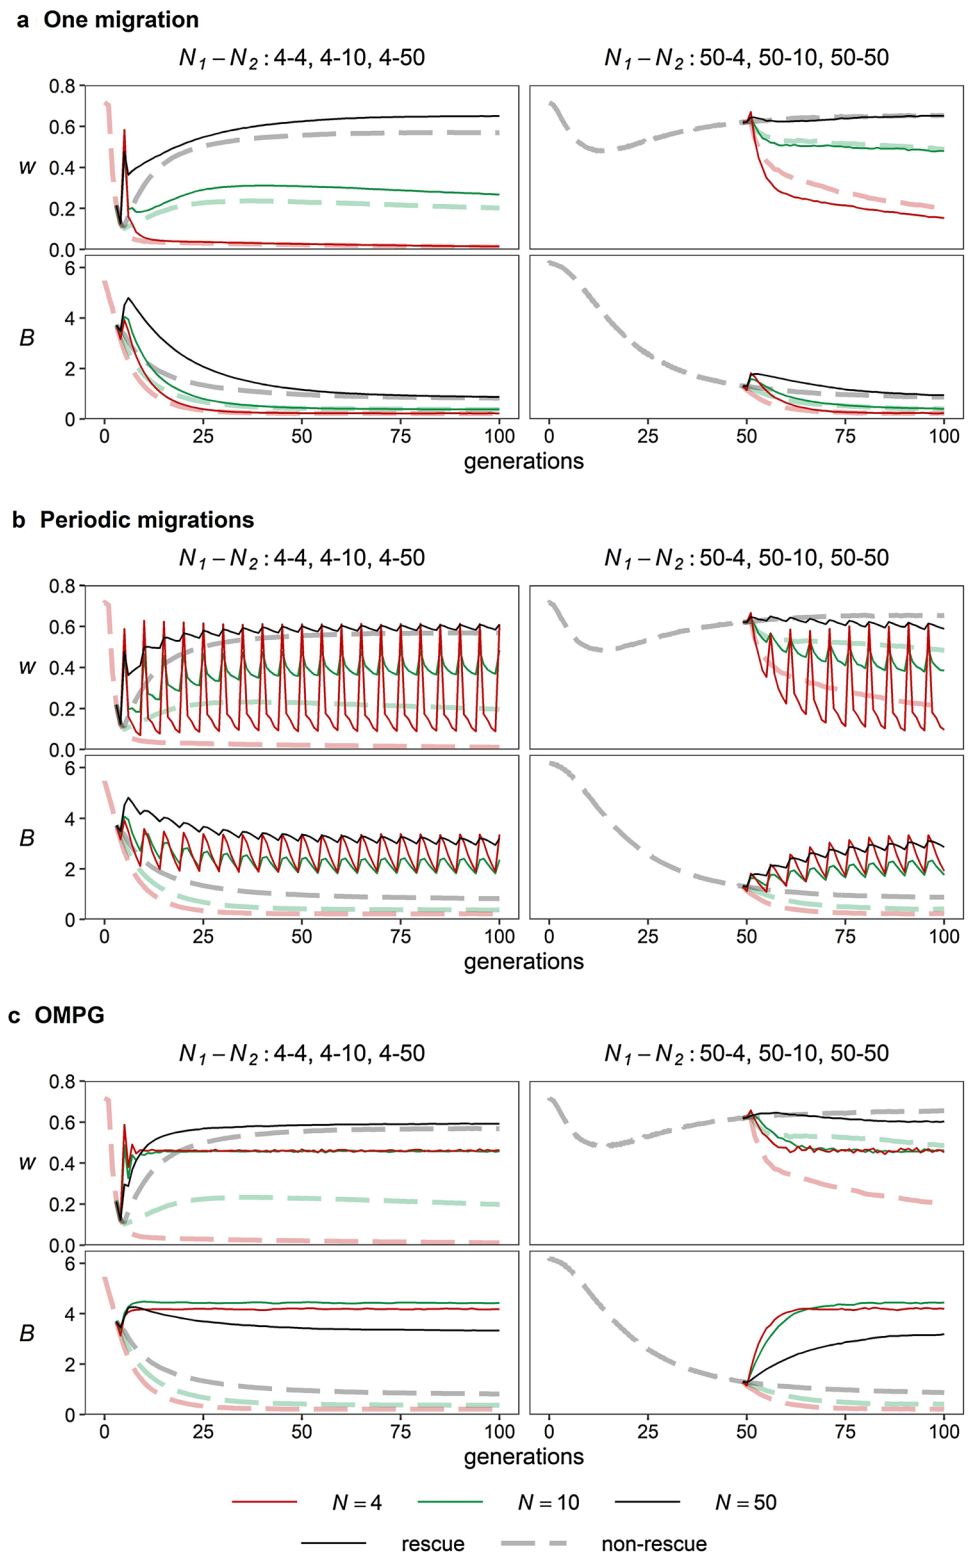 a One migration
N₁ – N₂ : 4-4, 4-10, 4-50
N₁ – N₂ : 50-4, 50-10, 50-50
0.8
0.6
w
0.4
0.2
0.0
6
4
B
2
0
0 25 50 75 100
0 25 50 75 100
generations
generations
b Periodic migrations
N₁ – N₂ : 4-4, 4-10, 4-50
N₁ – N₂ : 50-4, 50-10, 50-50
0.8
0.6
w
0.4
0.2
0.0
6
4
B
2
0
0 25 50 75 100
0 25 50 75 100
generations
generations
c OMPG
N₁ – N₂ : 4-4, 4-10, 4-50
N₁ – N₂ : 50-4, 50-10, 50-50
0.8
0.6
w
0.4
0.2
0.0
6
4
B
2
0
0 25 50 75 100
0 25 50 75 100
generations
generations
N = 4 N = 10 N = 50
rescue non-rescue